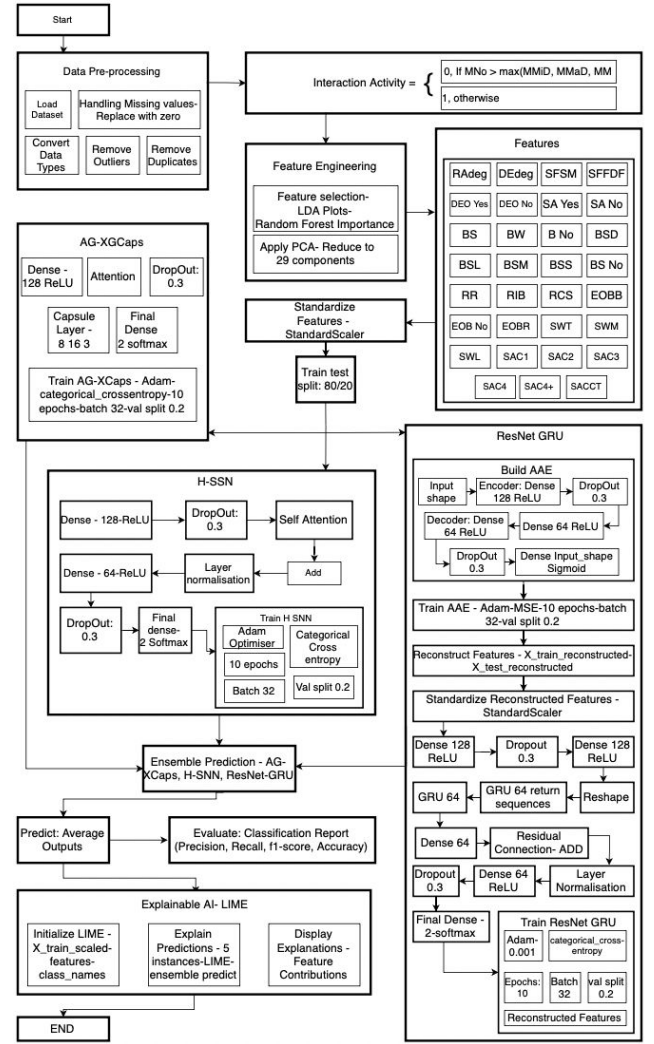 Start
Data Pre-processing
Load
Dataset
Handling Missing values-
Replace with zero
Convert
Data
Types
Remove
Outliers
Remove
Duplicates
Interaction Activity = {
0, If MNo > max(MMiD, MMaD, MM
1, otherwise
Feature Engineering
Feature selection-
LDA Plots-
Random Forest Importance
Apply PCA- Reduce to
29 components
Features
RAdeg DEdeg SFSM SFFDF
DEO Yes DEO No SA Yes SA No
BS BW B No BSD
BSL BSM BSS BS No
RR RIB RCS EOBB
EOB No EOBR SWT SWM
SWL SAC1 SAC2 SAC3
SAC4 SAC4+ SACCT
AG-XGCaps
Dense -
128 ReLU
Attention
DropOut:
0.3
Capsule
Layer -
8 16 3
Final
Dense
2 softmax
Train AG-XCaps - Adam-
categorical_crossentropy-10
epochs-batch 32-val split 0.2
Standardize
Features -
StandardScaler
Train test
split: 80/20
H-SSN
Dense - 128-ReLU
DropOut:
0.3
Self Attention
Add
Layer
normalisation
Dense - 64-ReLU
DropOut:
0.3
Final
dense-
2 Softmax
Train H SNN
Adam
Optimiser
Categorical
Cross
entropy
10 epochs
Batch 32
Val split 0.2
ResNet GRU
Build AAE
Input
shape
Encoder: Dense
128 ReLU
DropOut
0.3
Decoder: Dense
64 ReLU
Dense 64 ReLU
DropOut
0.3
Dense Input_shape
Sigmoid
Train AAE - Adam-MSE-10 epochs-batch
32-val split 0.2
Reconstruct Features - X_train_reconstructed-
X_test_reconstructed
Standardize Reconstructed Features -
StandardScaler
Dense 128
ReLU
Dropout
0.3
Dense 128
ReLU
GRU 64
GRU 64 return
sequences
Reshape
Dense 64
Residual
Connection- ADD
Dropout
0.3
Dense 64
ReLU
Layer
Normalisation
Final Dense -
2-softmax
Train ResNet GRU
Adam-
0.001
categorical_cross-
entropy
Epochs:
10
Batch
32
val split
0.2
Reconstructed Features
Ensemble Prediction - AG-
XCaps, H-SNN, ResNet-GRU
Predict: Average
Outputs
Evaluate: Classification Report
(Precision, Recall, f1-score, Accuracy)
Explainable AI- LIME
Initialize LIME -
X_train_scaled-
features-
class_names
Explain
Predictions - 5
instances-LIME-
ensemble predict
Display
Explanations -
Feature
Contributions
END